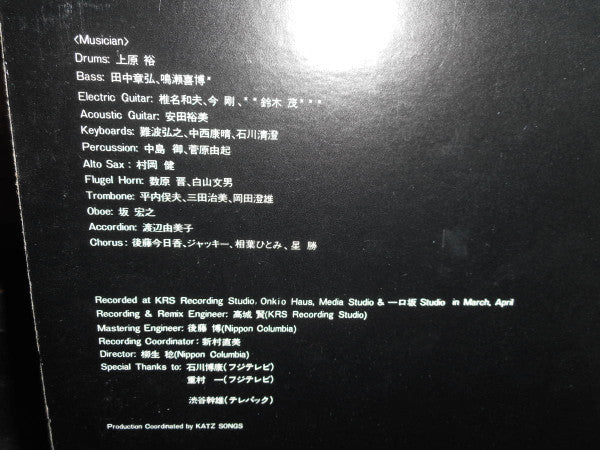 〈Musician〉
Drums: 上原 裕
Bass: 田中章弘、鳴瀬喜博*
Electric Guitar: 椎名和夫、今 剛、** 鈴木 茂***
Acoustic Guitar: 安田裕美
Keyboards: 難波弘之、中西康晴、石川清澄
Percussion: 中島 御、菅原由起
Alto Sax : 村岡 健
Flugel Horn: 数原 晋、白山文男
Trombone: 平内保夫、三田治美、岡田澄雄
Oboe: 坂 宏之
Accordion: 渡辺由美子
Chorus : 後藤今日香、ジャッキー、相葉ひとみ、星 勝
Recorded at KRS Recording Studio, Onkio Haus, Media Studio & 一口坂 Studio in March, April
Recording & Remix Engineer: 高城 賢(KRS Recording Studio)
Mastering Engineer: 後藤 博(Nippon Columbia)
Recording Coordinator: 新村直美
Director: 柳生 稔(Nippon Columbia)
Special Thanks to: 石川博康(フジテレビ)
重村 一(フジテレビ)
渋谷幹雄(テレパック)
Production Coordinated by KATZ SONGS